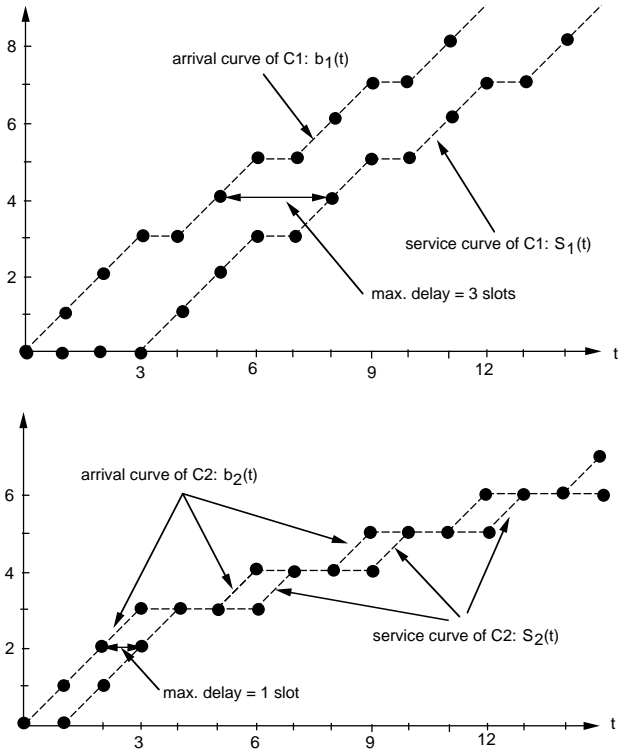 8
arrival curve of C1: b1(t)
6
4
service curve of C1: S1(t)
2
max. delay = 3 slots
3 6 9 12 t
arrival curve of C2: b2(t)
6
4
service curve of C2: S2(t)
2
max. delay = 1 slot
3 6 9 12 t